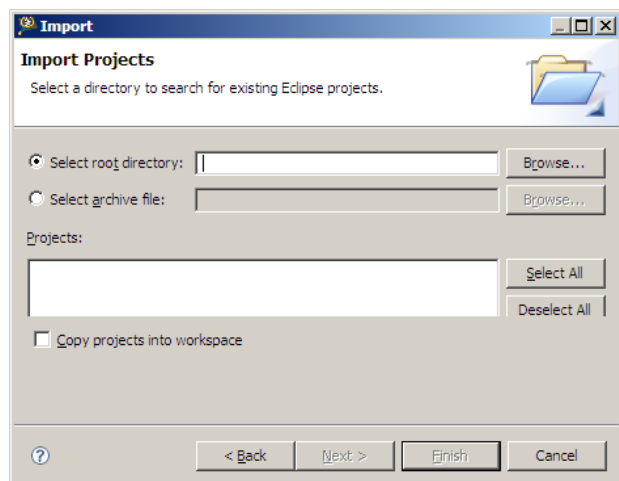 Import
Import Projects
Select a directory to search for existing Eclipse projects.
Select root directory:
Browse...
Select archive file:
Browse...
Projects:
Select All
Deselect All
Copy projects into workspace
?
< Back
Next >
Finish
Cancel